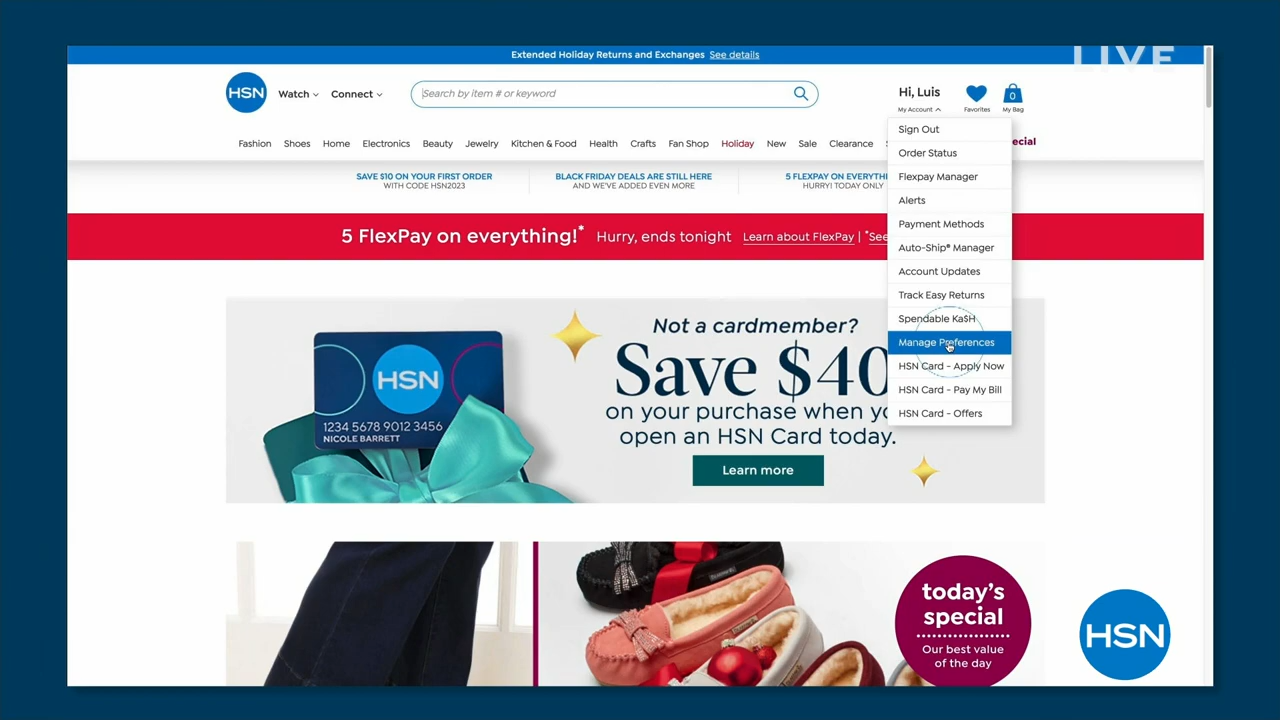 Extended Holiday Returns and Exchanges See details
LIVE
HSN
Watch
Connect
Search by item # or keyword
Hi, Luis
My Account
Favorites
0
My Bag
Fashion Shoes Home Electronics Beauty Jewelry Kitchen & Food Health Crafts Fan Shop Holiday New Sale Clearance
ecial
Sign Out
Order Status
Flexpay Manager
Alerts
Payment Methods
Auto-Ship® Manager
Account Updates
Track Easy Returns
Spendable Ka$H
Manage Preferences
HSN Card - Apply Now
HSN Card - Pay My Bill
HSN Card - Offers
SAVE $10 ON YOUR FIRST ORDER
WITH CODE HSN2023
BLACK FRIDAY DEALS ARE STILL HERE
AND WE'VE ADDED EVEN MORE
5 FLEXPAY ON EVERYTH
HURRY! TODAY ONLY
5 FlexPay on everything!* Hurry, ends tonight Learn about FlexPay | *See
HSN
1234 5678 9012 3456
NICOLE BARRETT
Not a cardmember?
Save $40
on your purchase when yo
open an HSN Card today.
Learn more
today's
special
Our best value
of the day
HSN